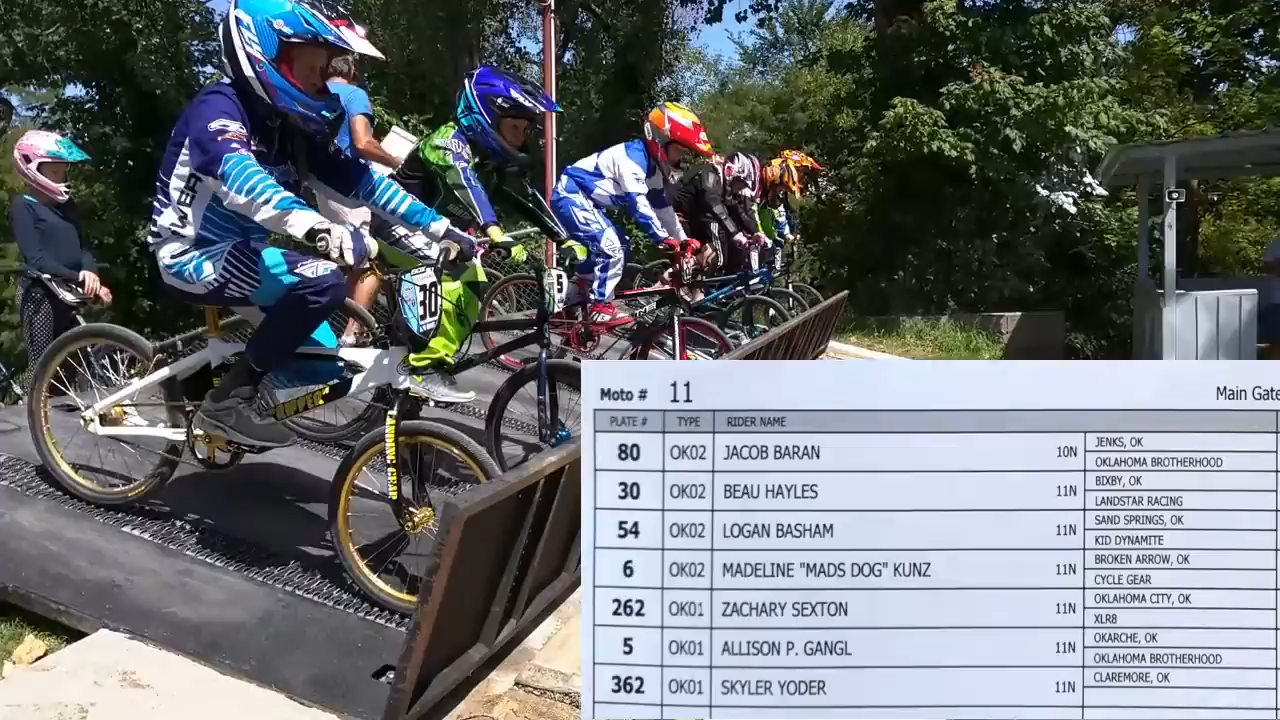 30
5
Moto # 11 Main Gate
PLATE # TYPE RIDER NAME
80 OK02 JACOB BARAN 10N JENKS, OK
OKLAHOMA BROTHERHOOD
30 OK02 BEAU HAYLES 11N BIXBY, OK
LANDSTAR RACING
54 OK02 LOGAN BASHAM 11N SAND SPRINGS, OK
KID DYNAMITE
6 OK02 MADELINE "MADS DOG" KUNZ 11N BROKEN ARROW, OK
CYCLE GEAR
262 OK01 ZACHARY SEXTON 11N OKLAHOMA CITY, OK
XLR8
5 OK01 ALLISON P. GANGL 11N OKARCHE, OK
OKLAHOMA BROTHERHOOD
362 OK01 SKYLER YODER 11N CLAREMORE, OK